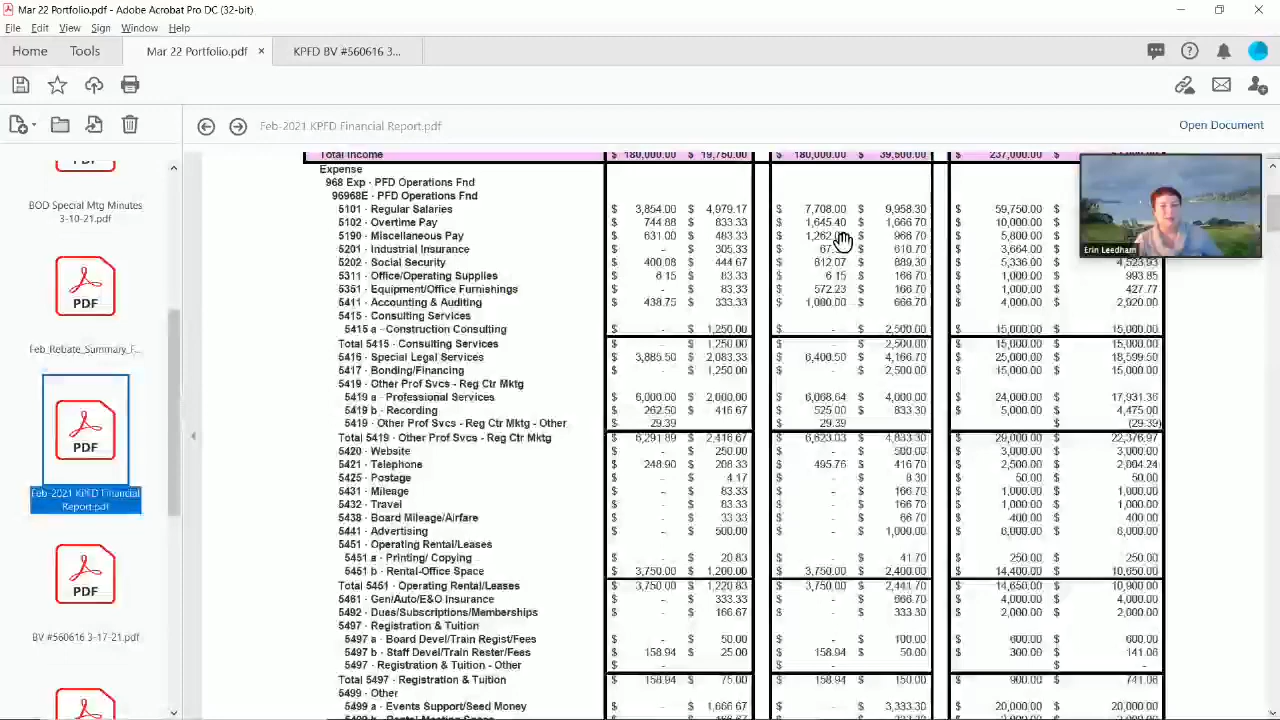 Mar 22 Portfolio.pdf - Adobe Acrobat Pro DC (32-bit)
File Edit View Sign Window Help
Home Tools Mar 22 Portfolio.pdf × KPFD BV #560616 3...
Feb-2021 KPFD Financial Report.pdf Open Document
BOD Special Mtg Minutes
3-10-21.pdf
PDF
Feb_Rebate_Summary_F...
PDF
Feb-2021 KPFD Financial
Report.pdf
PDF
BV #560616 3-17-21.pdf
Erin Leedham
Total Income $ 180,000.00 $ 19,750.00 $ 180,000.00 $ 39,500.00 $ 237,000.00 $
Expense
968 Exp - PFD Operations Fnd
96968E · PFD Operations Fnd
5101 · Regular Salaries $ 3,854.00 $ 4,979.17 $ 7,708.00 $ 9,958.30 $ 59,750.00 $
5102 · Overtime Pay $ 744.88 $ 833.33 $ 1,645.40 $ 1,666.70 $ 10,000.00 $
5190 · Miscellaneous Pay $ 631.00 $ 483.33 $ 966.70 $ 5,800.00 $
5201 · Industrial Insurance $ - $ 305.33 $ $ 610.70 $ 3,664.00 $
5202 · Social Security $ 400.08 $ 444.67 $ 812.07 $ 889.30 $ 5,336.00 $ 4,523.93
5311 · Office/Operating Supplies $ 6.15 $ 83.33 $ 6.15 $ 166.70 $ 1,000.00 $ 993.85
5351 · Equipment/Office Furnishings $ - $ 83.33 $ 572.23 $ 166.70 $ 1,000.00 $ 427.77
5411 · Accounting & Auditing $ 438.75 $ 333.33 $ 1,080.00 $ 666.70 $ 4,000.00 $ 2,920.00
5415 · Consulting Services
5415 a · Construction Consulting $ - $ 1,250.00 $ - $ 2,500.00 $ 15,000.00 $ 15,000.00
Total 5415 · Consulting Services $ - $ 1,250.00 $ - $ 2,500.00 $ 15,000.00 $ 15,000.00
5416 · Special Legal Services $ 3,885.50 $ 2,083.33 $ 6,400.50 $ 4,166.70 $ 25,000.00 $ 18,599.50
5417 · Bonding/Financing $ - $ 1,250.00 $ - $ 2,500.00 $ 15,000.00 $ 15,000.00
5419 · Other Prof Svcs - Reg Ctr Mktg
5419 a · Professional Services $ 6,000.00 $ 2,000.00 $ 6,068.64 $ 4,000.00 $ 24,000.00 $ 17,931.36
5419 b · Recording $ 262.50 $ 416.67 $ 525.00 $ 833.30 $ 5,000.00 $ 4,475.00
5419 · Other Prof Svcs - Reg Ctr Mktg - Other $ 29.39 $ 29.39 $ (29.39)
Total 5419 · Other Prof Svcs - Reg Ctr Mktg $ 6,291.89 $ 2,416.67 $ 6,623.03 $ 4,833.30 $ 29,000.00 $ 22,376.97
5420 · Website $ - $ 250.00 $ - $ 500.00 $ 3,000.00 $ 3,000.00
5421 · Telephone $ 248.90 $ 208.33 $ 495.76 $ 416.70 $ 2,500.00 $ 2,004.24
5425 · Postage $ - $ 4.17 $ - $ 8.30 $ 50.00 $ 50.00
5431 · Mileage $ - $ 83.33 $ - $ 166.70 $ 1,000.00 $ 1,000.00
5432 · Travel $ - $ 83.33 $ - $ 166.70 $ 1,000.00 $ 1,000.00
5438 · Board Mileage/Airfare $ - $ 33.33 $ - $ 66.70 $ 400.00 $ 400.00
5441 · Advertising $ - $ 500.00 $ - $ 1,000.00 $ 6,000.00 $ 6,000.00
5451 · Operating Rental/Leases
5451 a · Printing/ Copying $ - $ 20.83 $ - $ 41.70 $ 250.00 $ 250.00
5451 b · Rental-Office Space $ 3,750.00 $ 1,200.00 $ 3,750.00 $ 2,400.00 $ 14,400.00 $ 10,650.00
Total 5451 · Operating Rental/Leases $ 3,750.00 $ 1,220.83 $ 3,750.00 $ 2,441.70 $ 14,650.00 $ 10,900.00
5461 · Gen/Auto/E&O Insurance $ - $ 333.33 $ - $ 666.70 $ 4,000.00 $ 4,000.00
5492 · Dues/Subscriptions/Memberships $ - $ 166.67 $ - $ 333.30 $ 2,000.00 $ 2,000.00
5497 · Registration & Tuition
5497 a · Board Devel/Train Regist/Fees $ - $ 50.00 $ - $ 100.00 $ 600.00 $ 600.00
5497 b · Staff Devel/Train Rester/Fees $ 158.94 $ 25.00 $ 158.94 $ 50.00 $ 300.00 $ 141.06
5497 · Registration & Tuition - Other $ - $ - $ -
Total 5497 · Registration & Tuition $ 158.94 $ 75.00 $ 158.94 $ 150.00 $ 900.00 $ 741.06
5499 · Other
5499 a · Events Support/Seed Money $ - $ 1,666.67 $ - $ 3,333.30 $ 20,000.00 $ 20,000.00